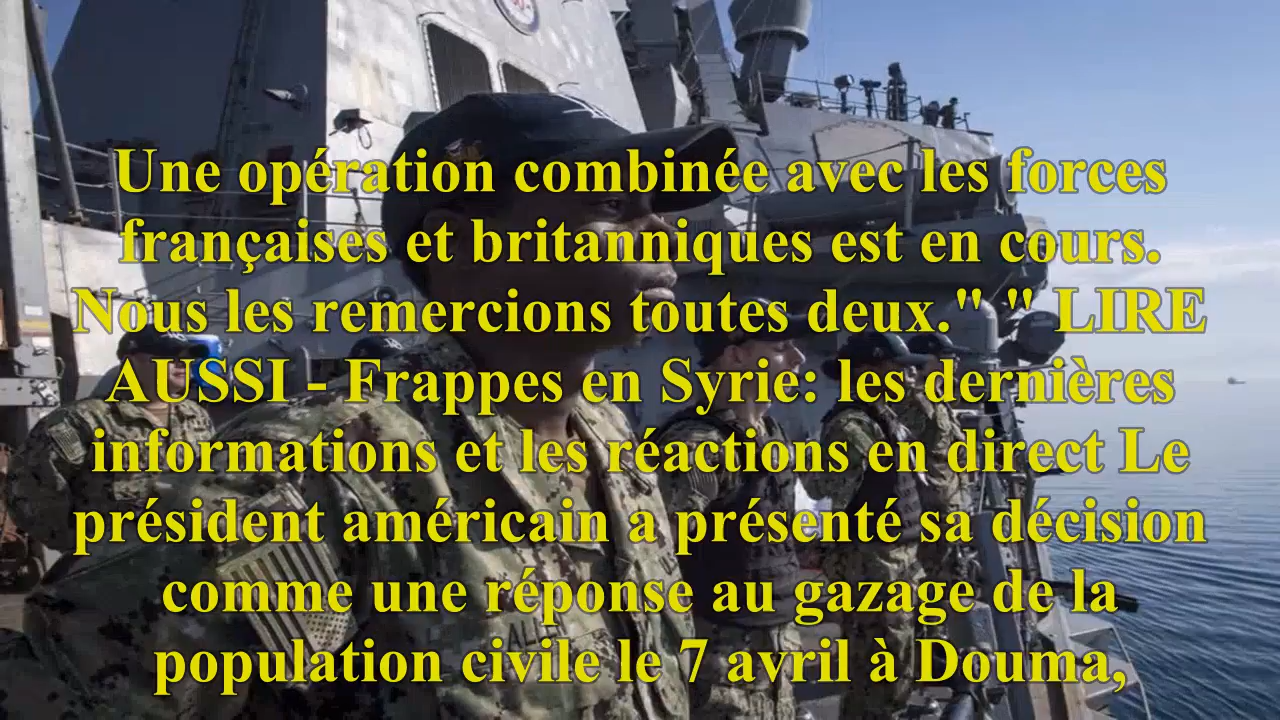 Une opération combinée avec les forces
françaises et britanniques est en cours.
Nous les remercions toutes deux." " LIRE
AUSSI - Frappes en Syrie: les dernières
informations et les réactions en direct Le
président américain a présenté sa décision
comme une réponse au gazage de la
population civile le 7 avril à Douma,